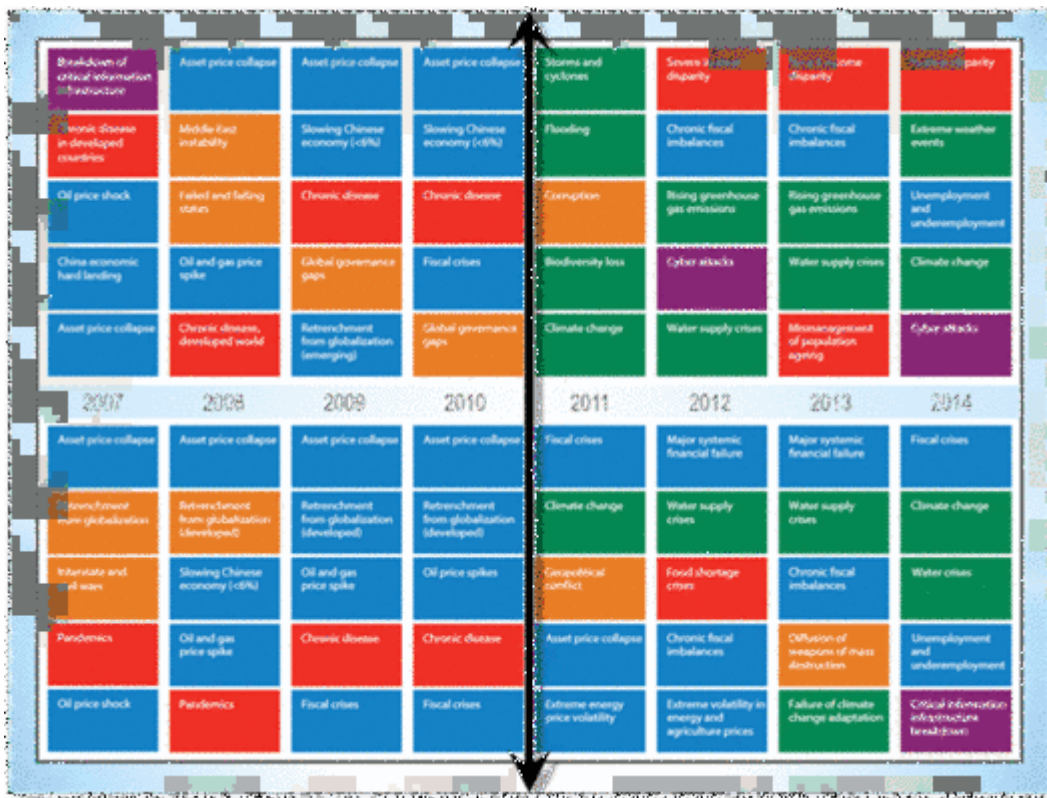 Breakdown of
critical information
infrastructure
Asset price collapse
Asset price collapse
Asset price collapse
Storms and
cyclones
Severe income
disparity
Severe income
disparity
Income disparity
Chronic disease
in developed
countries
Middle East
instability
Slowing Chinese
economy (<6%)
Slowing Chinese
economy (<6%)
Flooding
Chronic fiscal
imbalances
Chronic fiscal
imbalances
Extreme weather
events
Oil price shock
Failed and failing
states
Chronic disease
Chronic disease
Corruption
Rising greenhouse
gas emissions
Rising greenhouse
gas emissions
Unemployment
and
underemployment
China economic
hard landing
Oil and gas price
spike
Global governance
gaps
Fiscal crises
Biodiversity loss
Cyber attacks
Water supply crises
Climate change
Asset price collapse
Chronic disease,
developed world
Retrenchment
from globalization
(emerging)
Global governance
gaps
Climate change
Water supply crises
Mismanagement
of population
ageing
Cyber attacks
2007 2008 2009 2010 2011 2012 2013 2014
Asset price collapse
Asset price collapse
Asset price collapse
Asset price collapse
Fiscal crises
Major systemic
financial failure
Major systemic
financial failure
Fiscal crises
Retrenchment
from globalization
Retrenchment
from globalization
(developed)
Retrenchment
from globalization
(developed)
Retrenchment
from globalization
(developed)
Climate change
Water supply
crises
Water supply
crises
Climate change
Interstate and
civil wars
Slowing Chinese
economy (<6%)
Oil and gas
price spike
Oil price spikes
Geopolitical
conflict
Food shortage
crises
Chronic fiscal
imbalances
Water crises
Pandemics
Oil and gas
price spike
Chronic disease
Chronic disease
Asset price collapse
Chronic fiscal
imbalances
Diffusion of
weapons of mass
destruction
Unemployment
and
underemployment
Oil price shock
Pandemics
Fiscal crises
Fiscal crises
Extreme energy
price volatility
Extreme volatility in
energy and
agriculture prices
Failure of climate
change adaptation
Critical information
infrastructure
breakdown